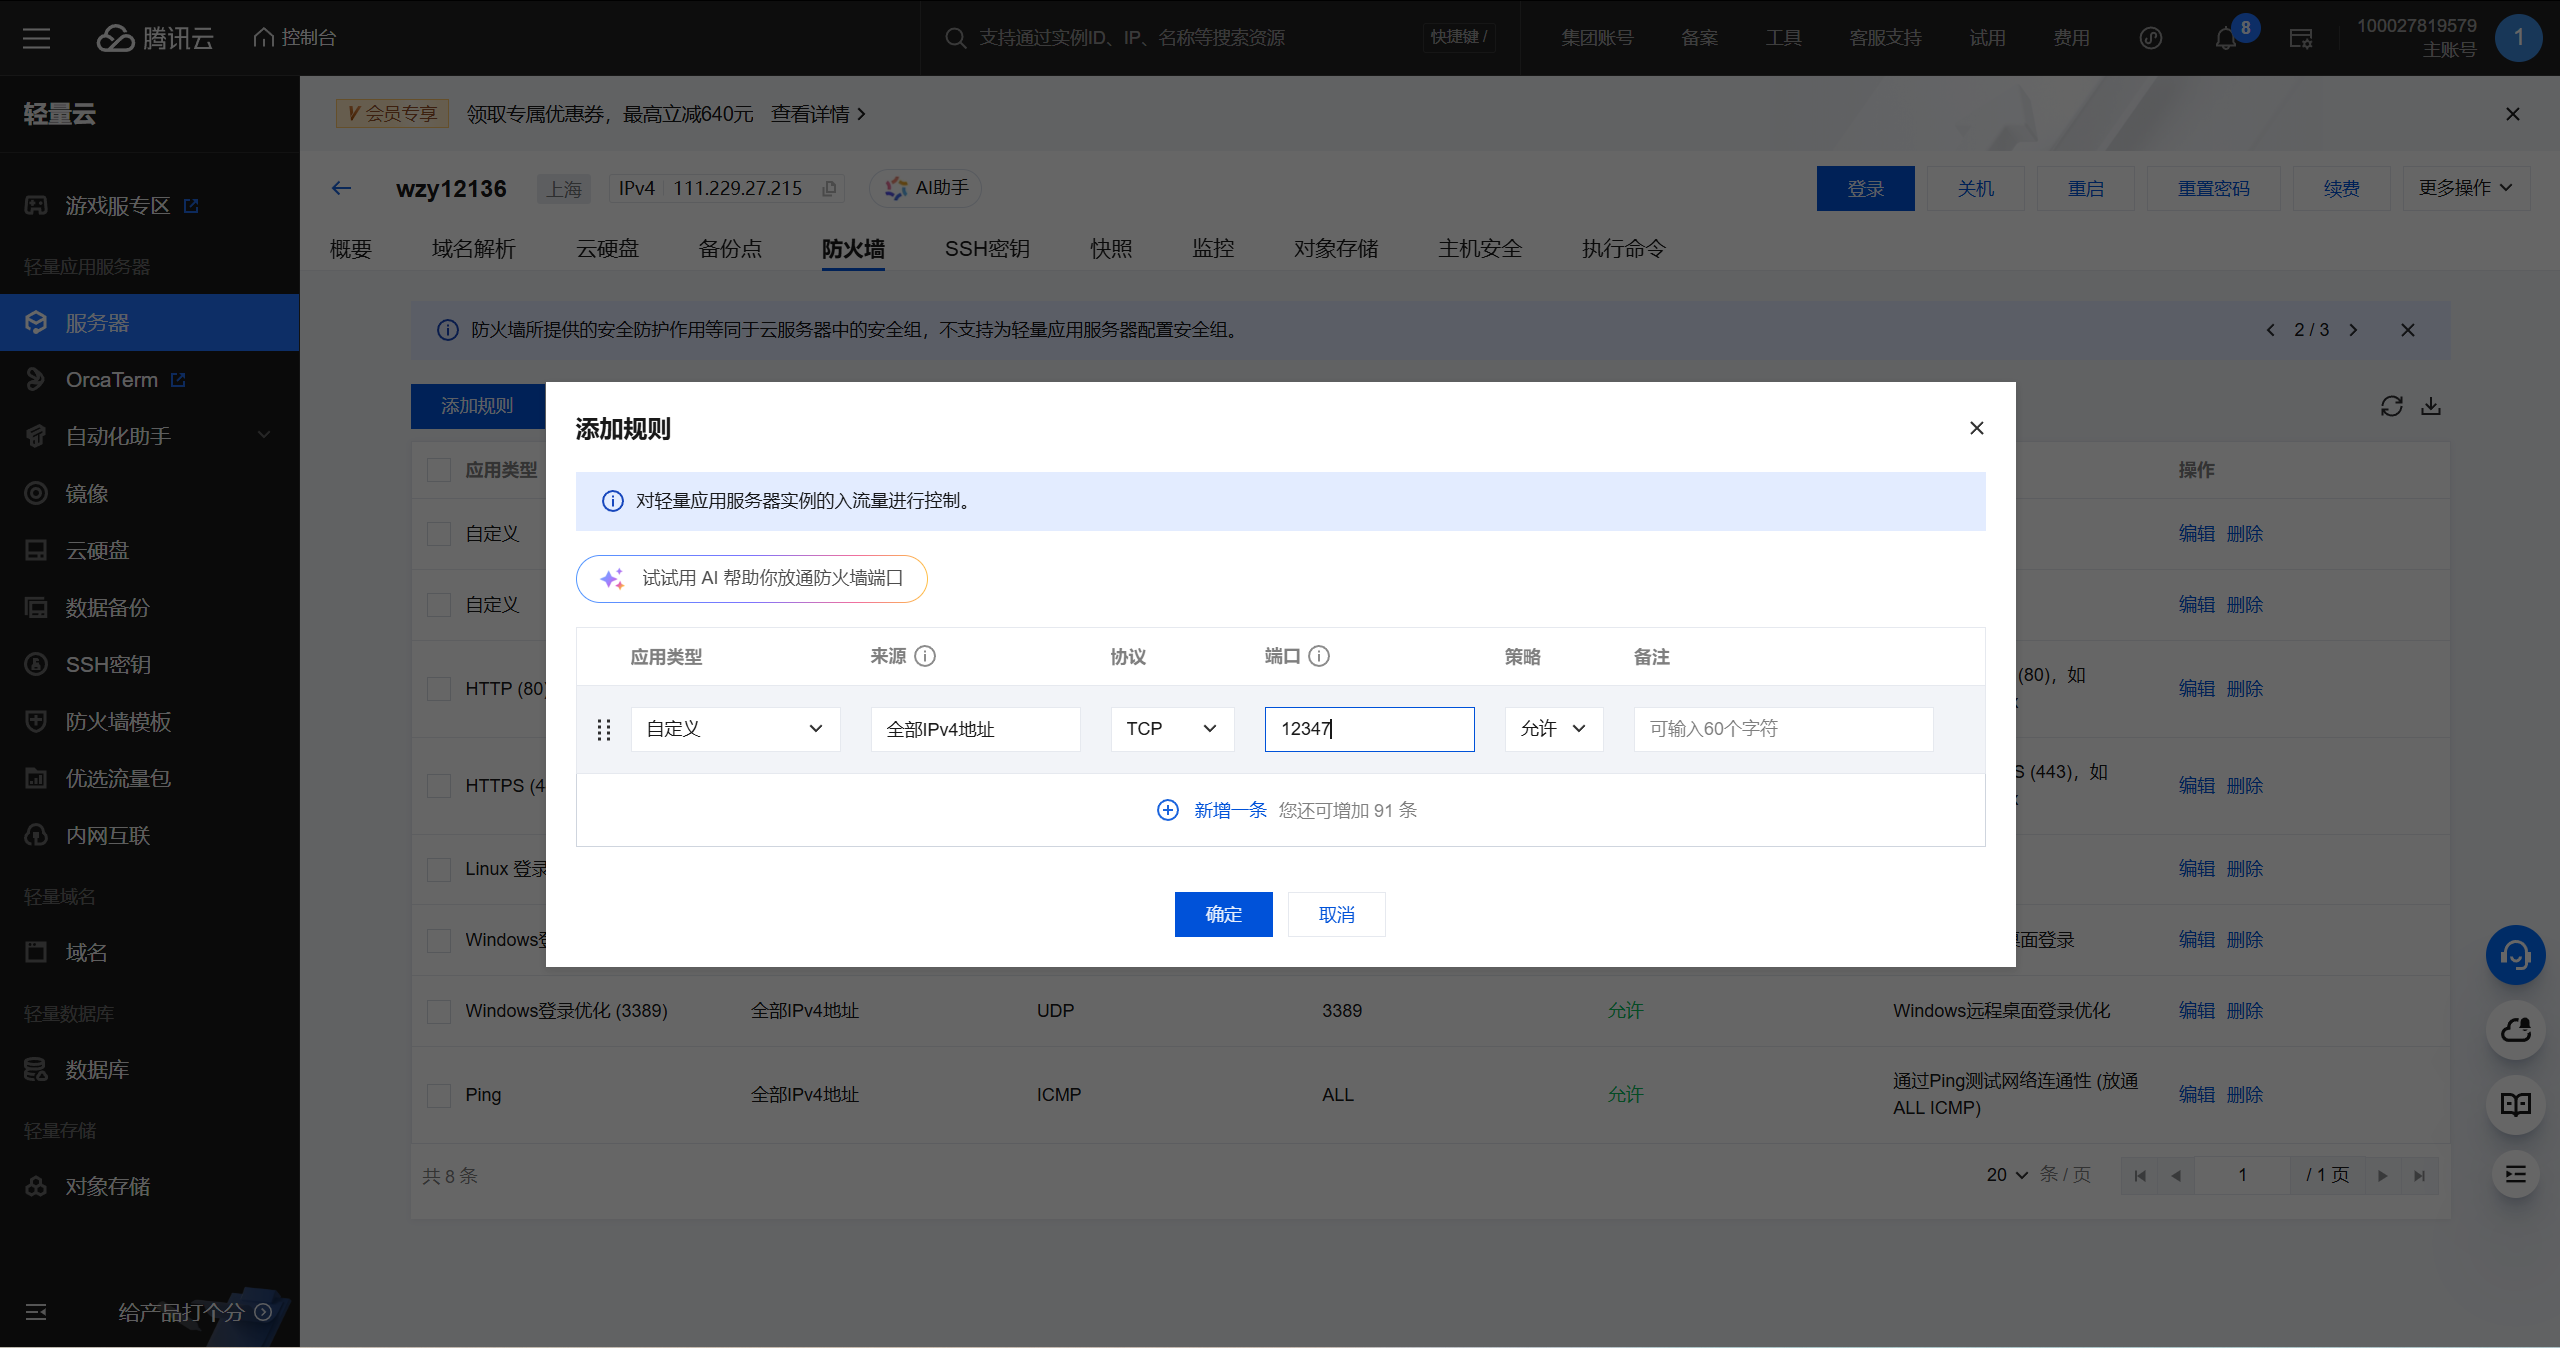 腾讯云
控制台
支持通过实例ID、IP、名称等搜索资源
快捷键 /
集团账号
备案
工具
客服支持
试用
费用
8
100027819579
主账号
1
轻量云
游戏服专区
轻量应用服务器
服务器
OrcaTerm
自动化助手
镜像
云硬盘
数据备份
SSH密钥
防火墙模板
优选流量包
内网互联
轻量域名
域名
轻量数据库
数据库
轻量存储
对象存储
给产品打个分
V 会员专享
领取专属优惠券，最高立减640元 查看详情
wzy12136
上海
IPv4 111.229.27.215
AI助手
登录
关机
重启
重置密码
续费
更多操作
概要
域名解析
云硬盘
备份点
防火墙
SSH密钥
快照
监控
对象存储
主机安全
执行命令
防火墙所提供的安全防护作用等同于云服务器中的安全组，不支持为轻量应用服务器配置安全组。
2 / 3
添加规则
应用类型
操作
自定义
编辑 删除
自定义
编辑 删除
HTTP (80)
(80)，如
编辑 删除
HTTPS (4
S (443)，如
编辑 删除
Linux 登录
编辑 删除
Windows登
桌面登录
编辑 删除
Windows登录优化 (3389)
全部IPv4地址
UDP
3389
允许
Windows远程桌面登录优化
编辑 删除
Ping
全部IPv4地址
ICMP
ALL
允许
通过Ping测试网络连通性 (放通
ALL ICMP)
编辑 删除
共 8 条
20 条 / 页
1
/ 1 页
添加规则
对轻量应用服务器实例的入流量进行控制。
试试用 AI 帮助你放通防火墙端口
应用类型
来源
协议
端口
策略
备注
自定义
全部IPv4地址
TCP
12347
允许
可输入60个字符
新增一条 您还可增加 91 条
确定
取消